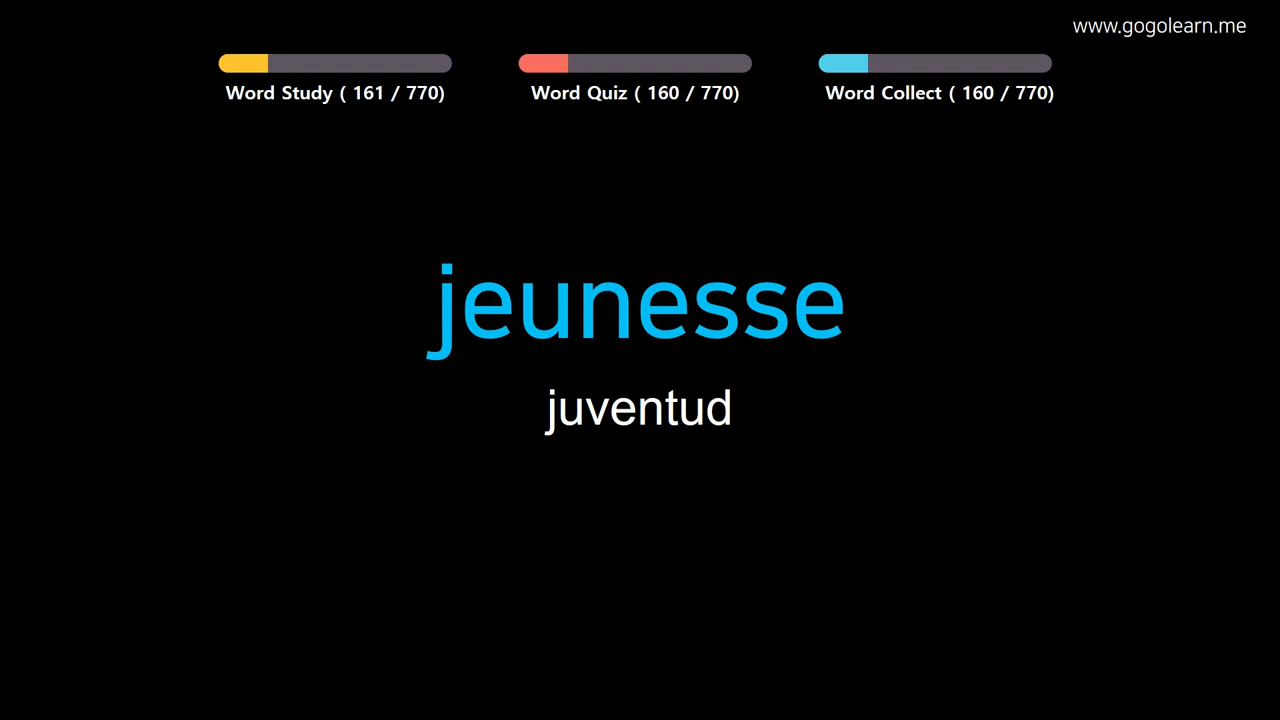 www.gogolearn.me
Word Study ( 161 / 770)
Word Quiz ( 160 / 770)
Word Collect ( 160 / 770)
jeunesse
juventud